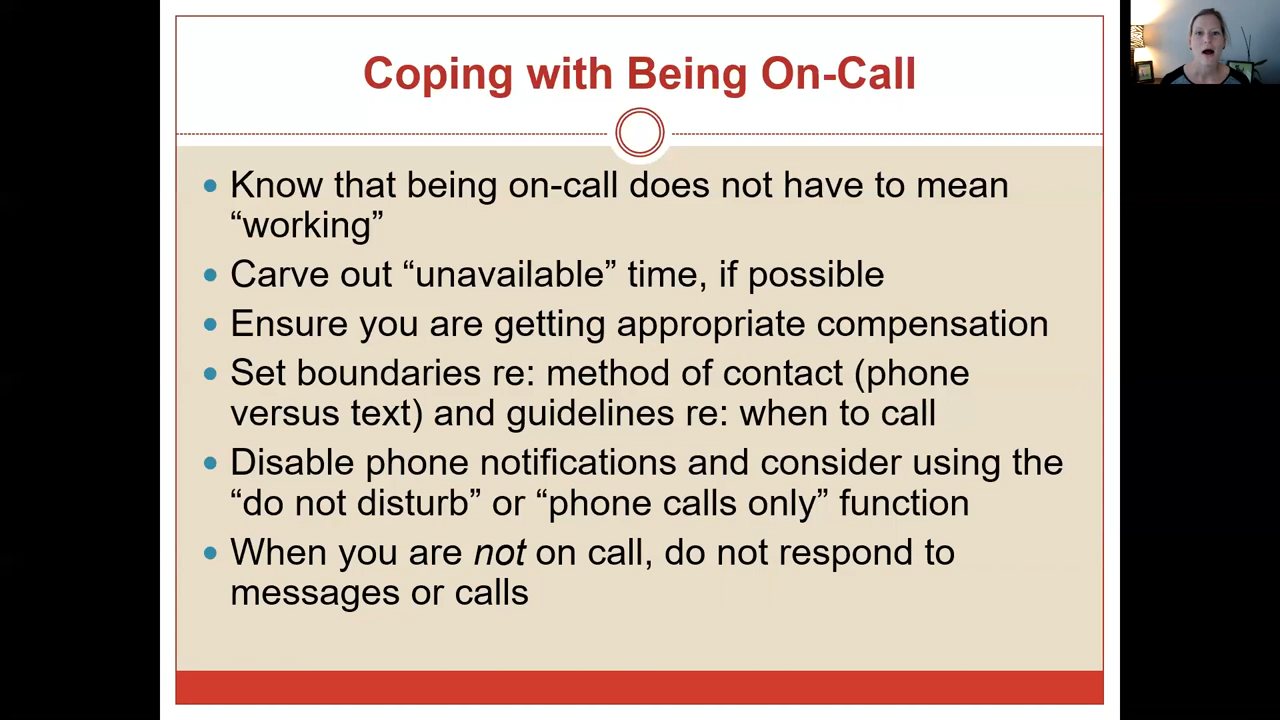 Coping with Being On-Call
Know that being on-call does not have to mean
“working”
Carve out “unavailable” time, if possible
Ensure you are getting appropriate compensation
Set boundaries re: method of contact (phone
versus text) and guidelines re: when to call
Disable phone notifications and consider using the
“do not disturb” or “phone calls only” function
When you are not on call, do not respond to
messages or calls